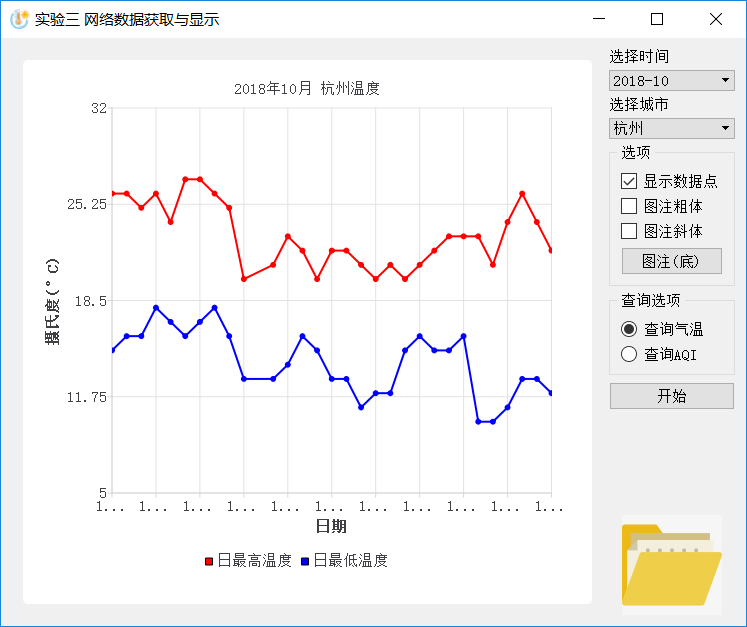 实验三 网络数据获取与显示
2018年10月 杭州温度
32
25.25
18.5
11.75
5
摄氏度(°C)
1... 1... 1... 1... 1... 1... 1... 1... 1... 1... 1...
日期
日最高温度 日最低温度
选择时间
2018-10
选择城市
杭州
选项
显示数据点
图注粗体
图注斜体
图注(底)
查询选项
查询气温
查询AQI
开始